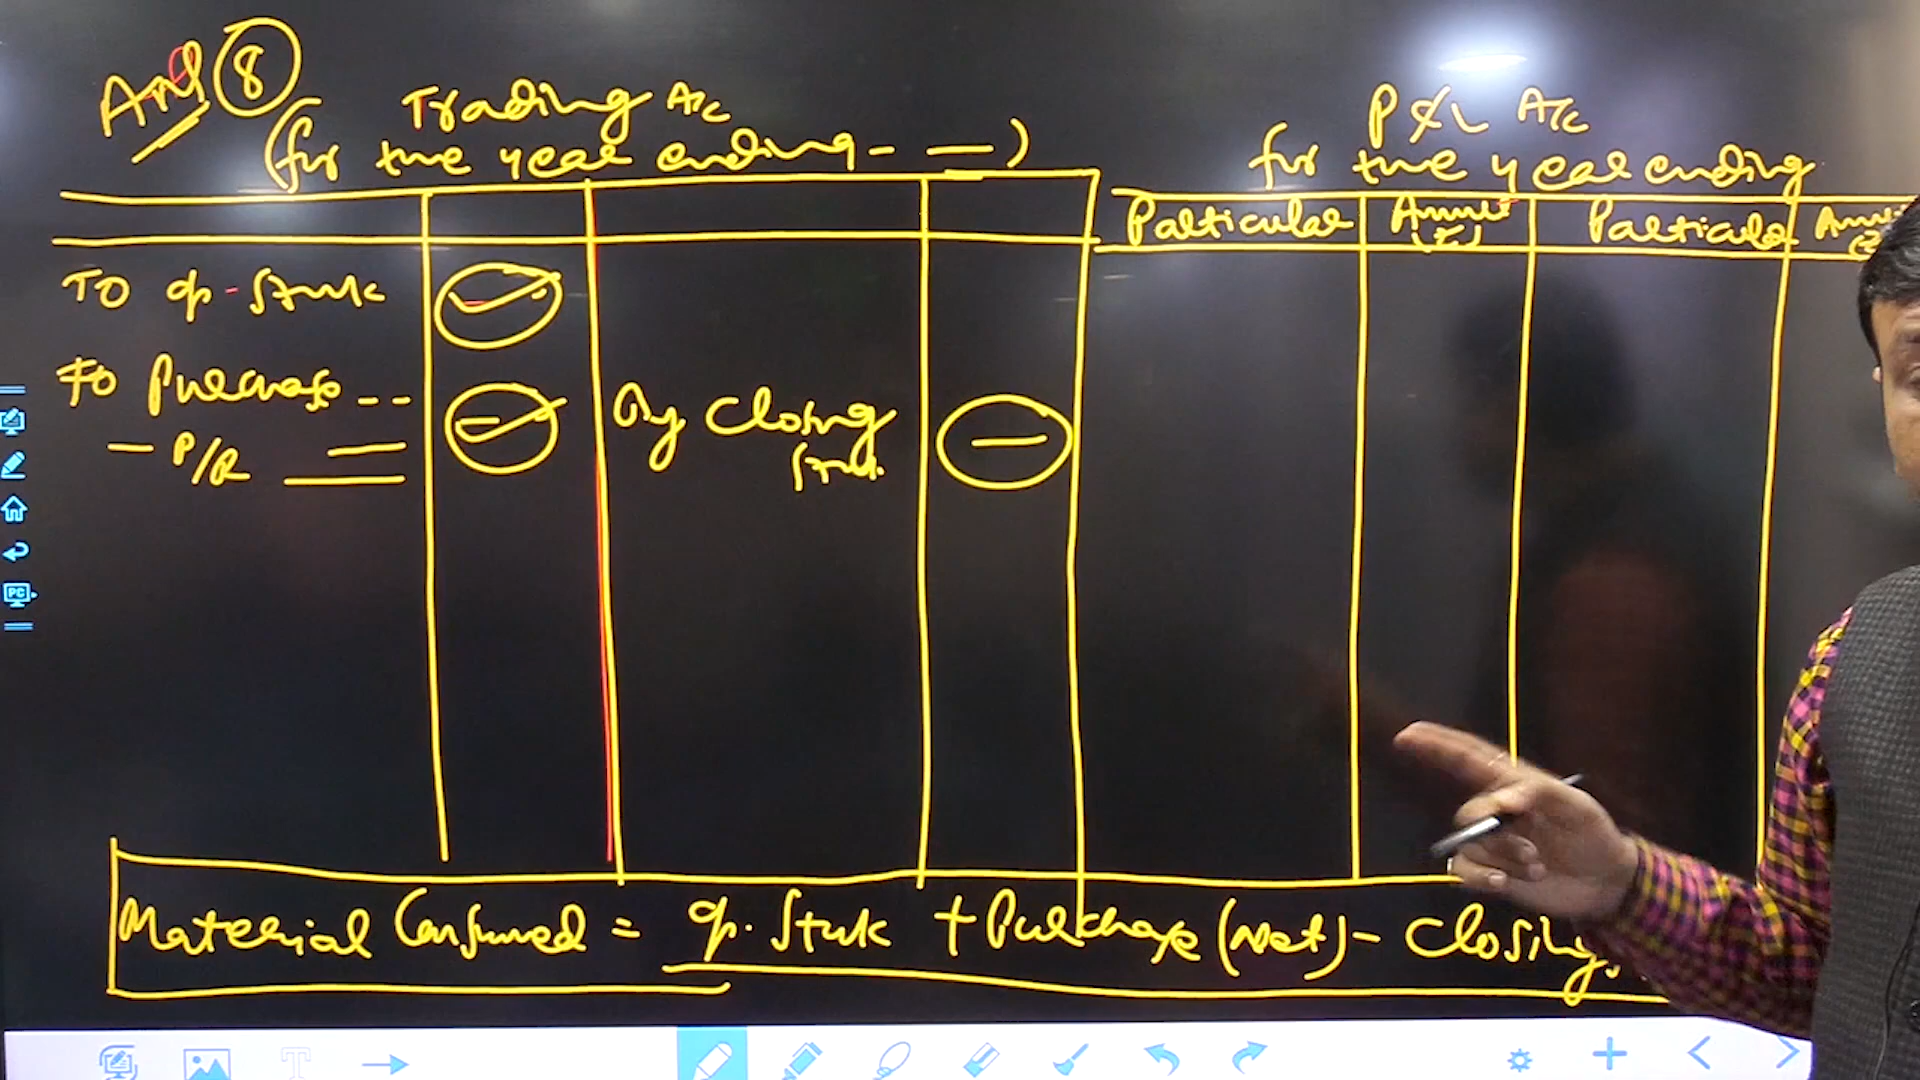 Ans 8
Trading A/c
(for the year ending - —)
To op. Stock
To Purchase --
— P/R
By Closing
Stock.
P & L A/c
for the year ending
Particular Amount (₹) Particular
PC
Material Consumed = op. Stock + Purchase (Net) - Closing